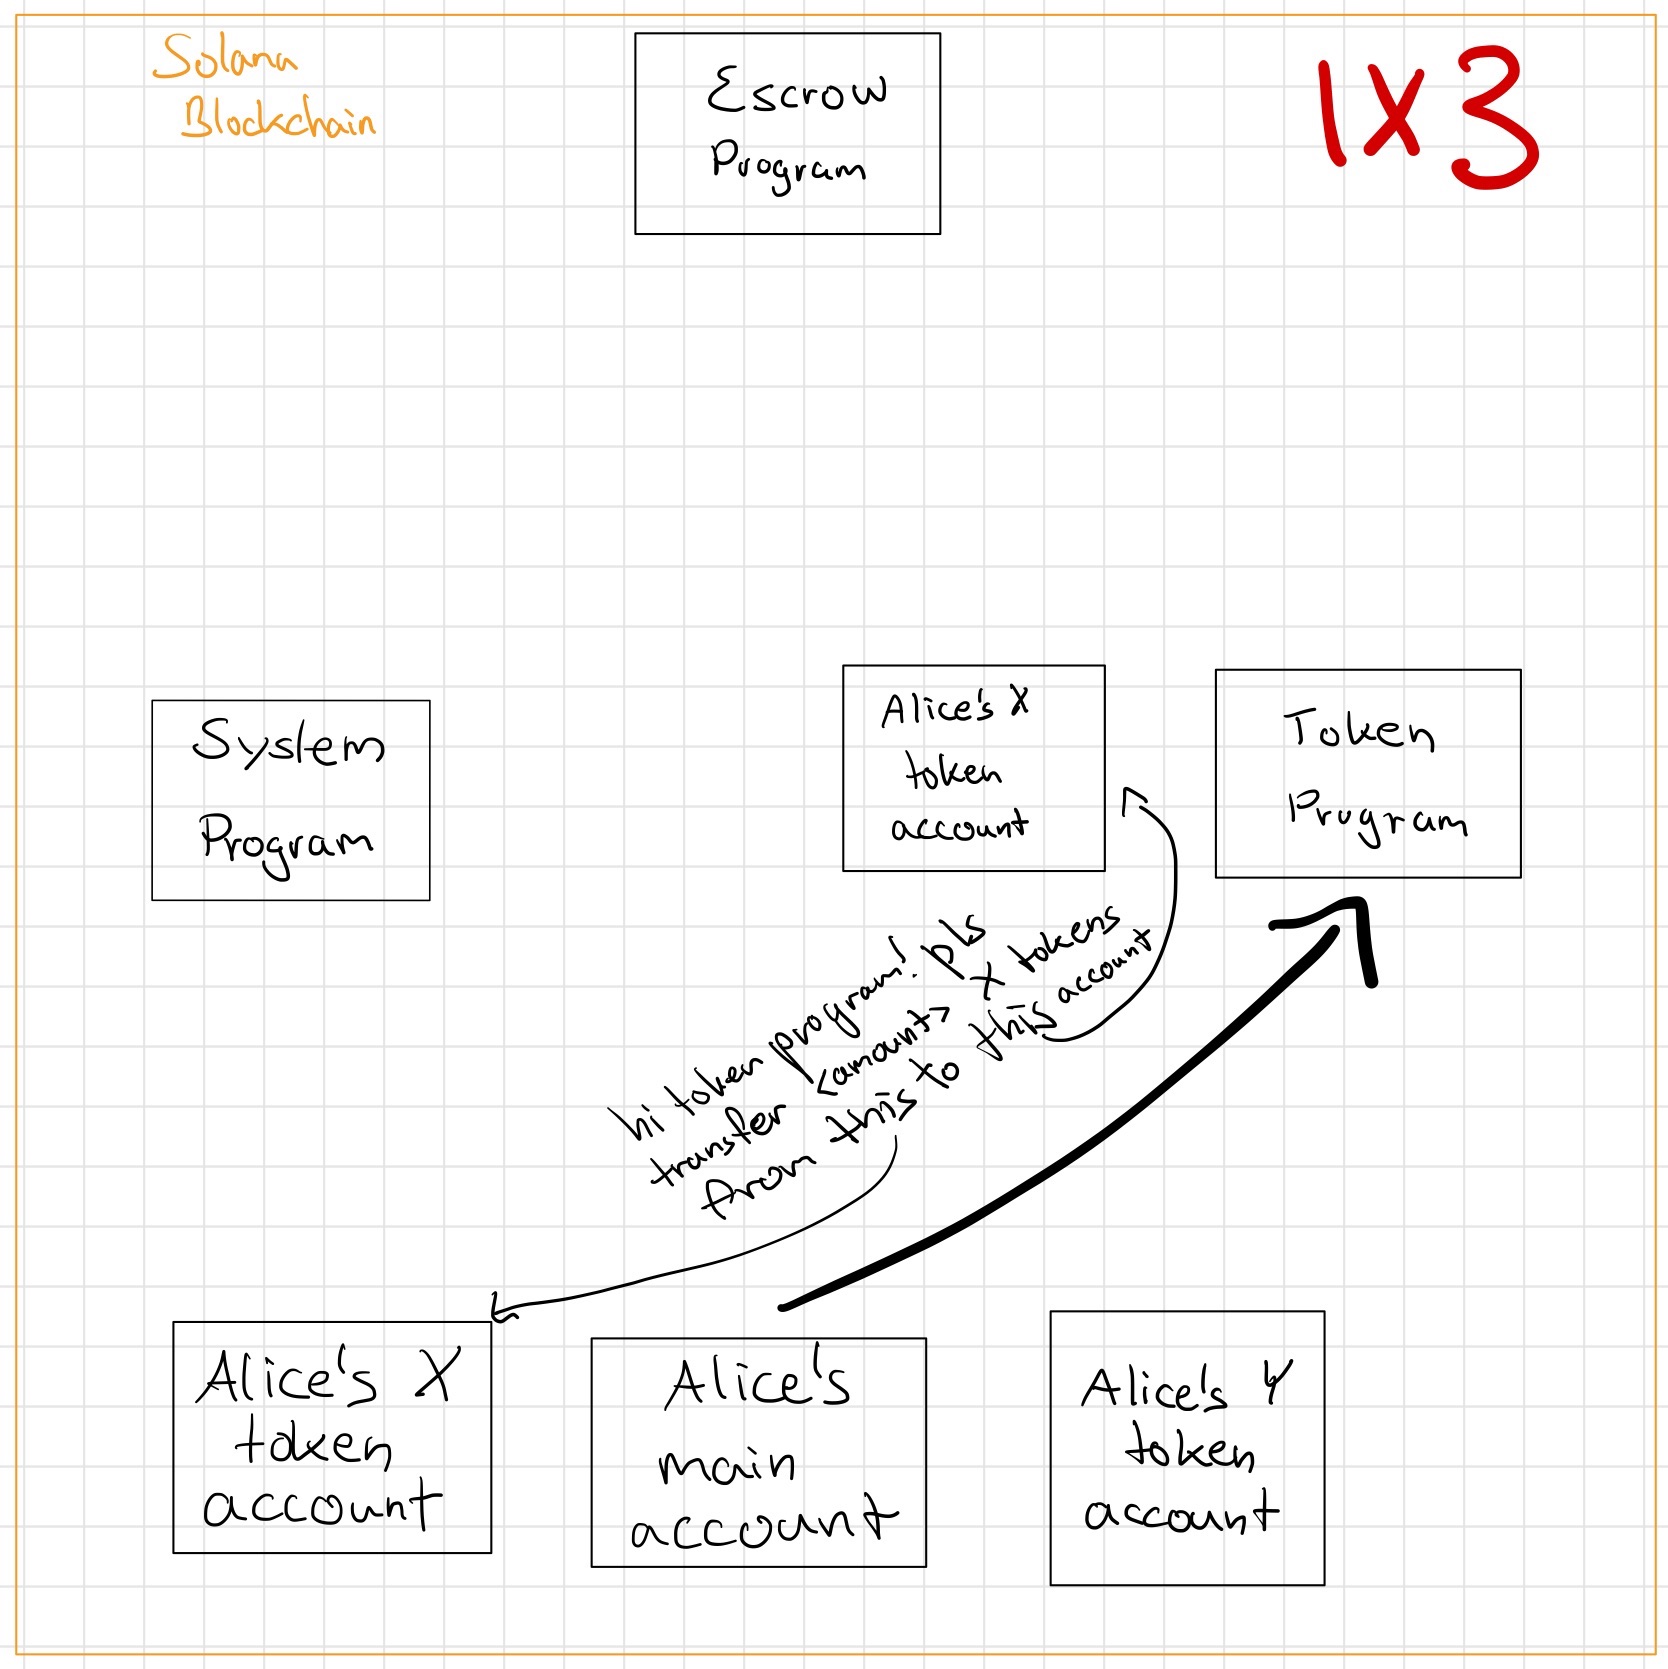 Solana
Blockchain
Escrow
Program
1x3
System
Program
Alice's X
token
account
Token
Program
hi token program! pls
transfer <amount> X tokens
from this to this account
Alice's X
token
account
Alice's
main
account
Alice's Y
token
account